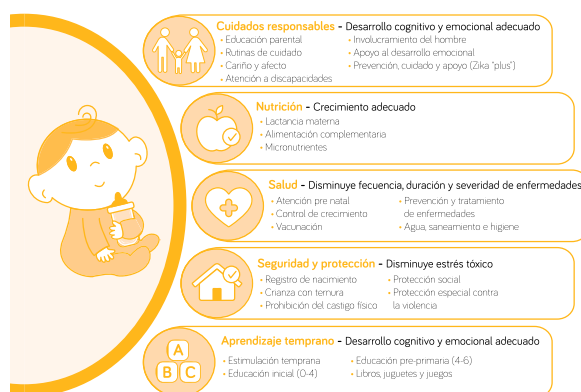 Cuidados responsables - Desarrollo cognitivo y emocional adecuado
• Educación parental
• Rutinas de cuidado
• Cariño y afecto
• Atención a discapacidades
• Involucramiento del hombre
• Apoyo al desarrollo emocional
• Prevención, cuidado y apoyo (Zika "plus")
Nutrición - Crecimiento adecuado
• Lactancia materna
• Alimentación complementaria
• Micronutrientes
Salud - Disminuye fecuencia, duración y severidad de enfermedades
• Atención pre natal
• Control de crecimiento
• Vacunación
• Prevención y tratamiento
de enfermedades
• Agua, saneamiento e higiene
Seguridad y protección - Disminuye estrés tóxico
• Registro de nacimiento
• Crianza con ternura
• Prohibición del castigo físico
• Protección social
• Protección especial contra
la violencia
A
B C
Aprendizaje temprano - Desarrollo cognitivo y emocional adecuado
• Estimulación temprana
• Educación inicial (0-4)
• Educación pre-primaria (4-6)
• Libros, juguetes y juegos